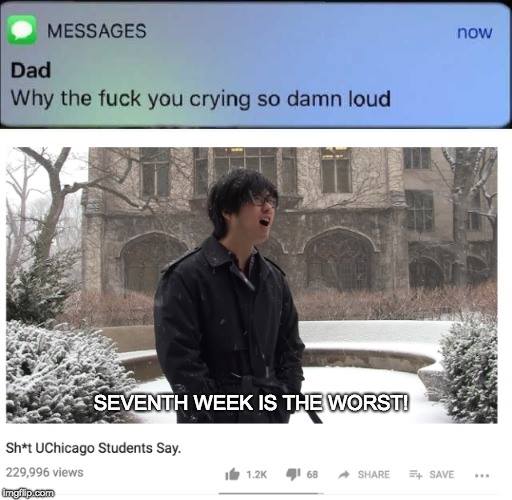 MESSAGES
now
Dad
Why the fuck you crying so damn loud
SEVENTH WEEK IS THE WORST!
Sh*t UChicago Students Say.
229,996 views
1.2K
68
SHARE
SAVE
imgflip.com